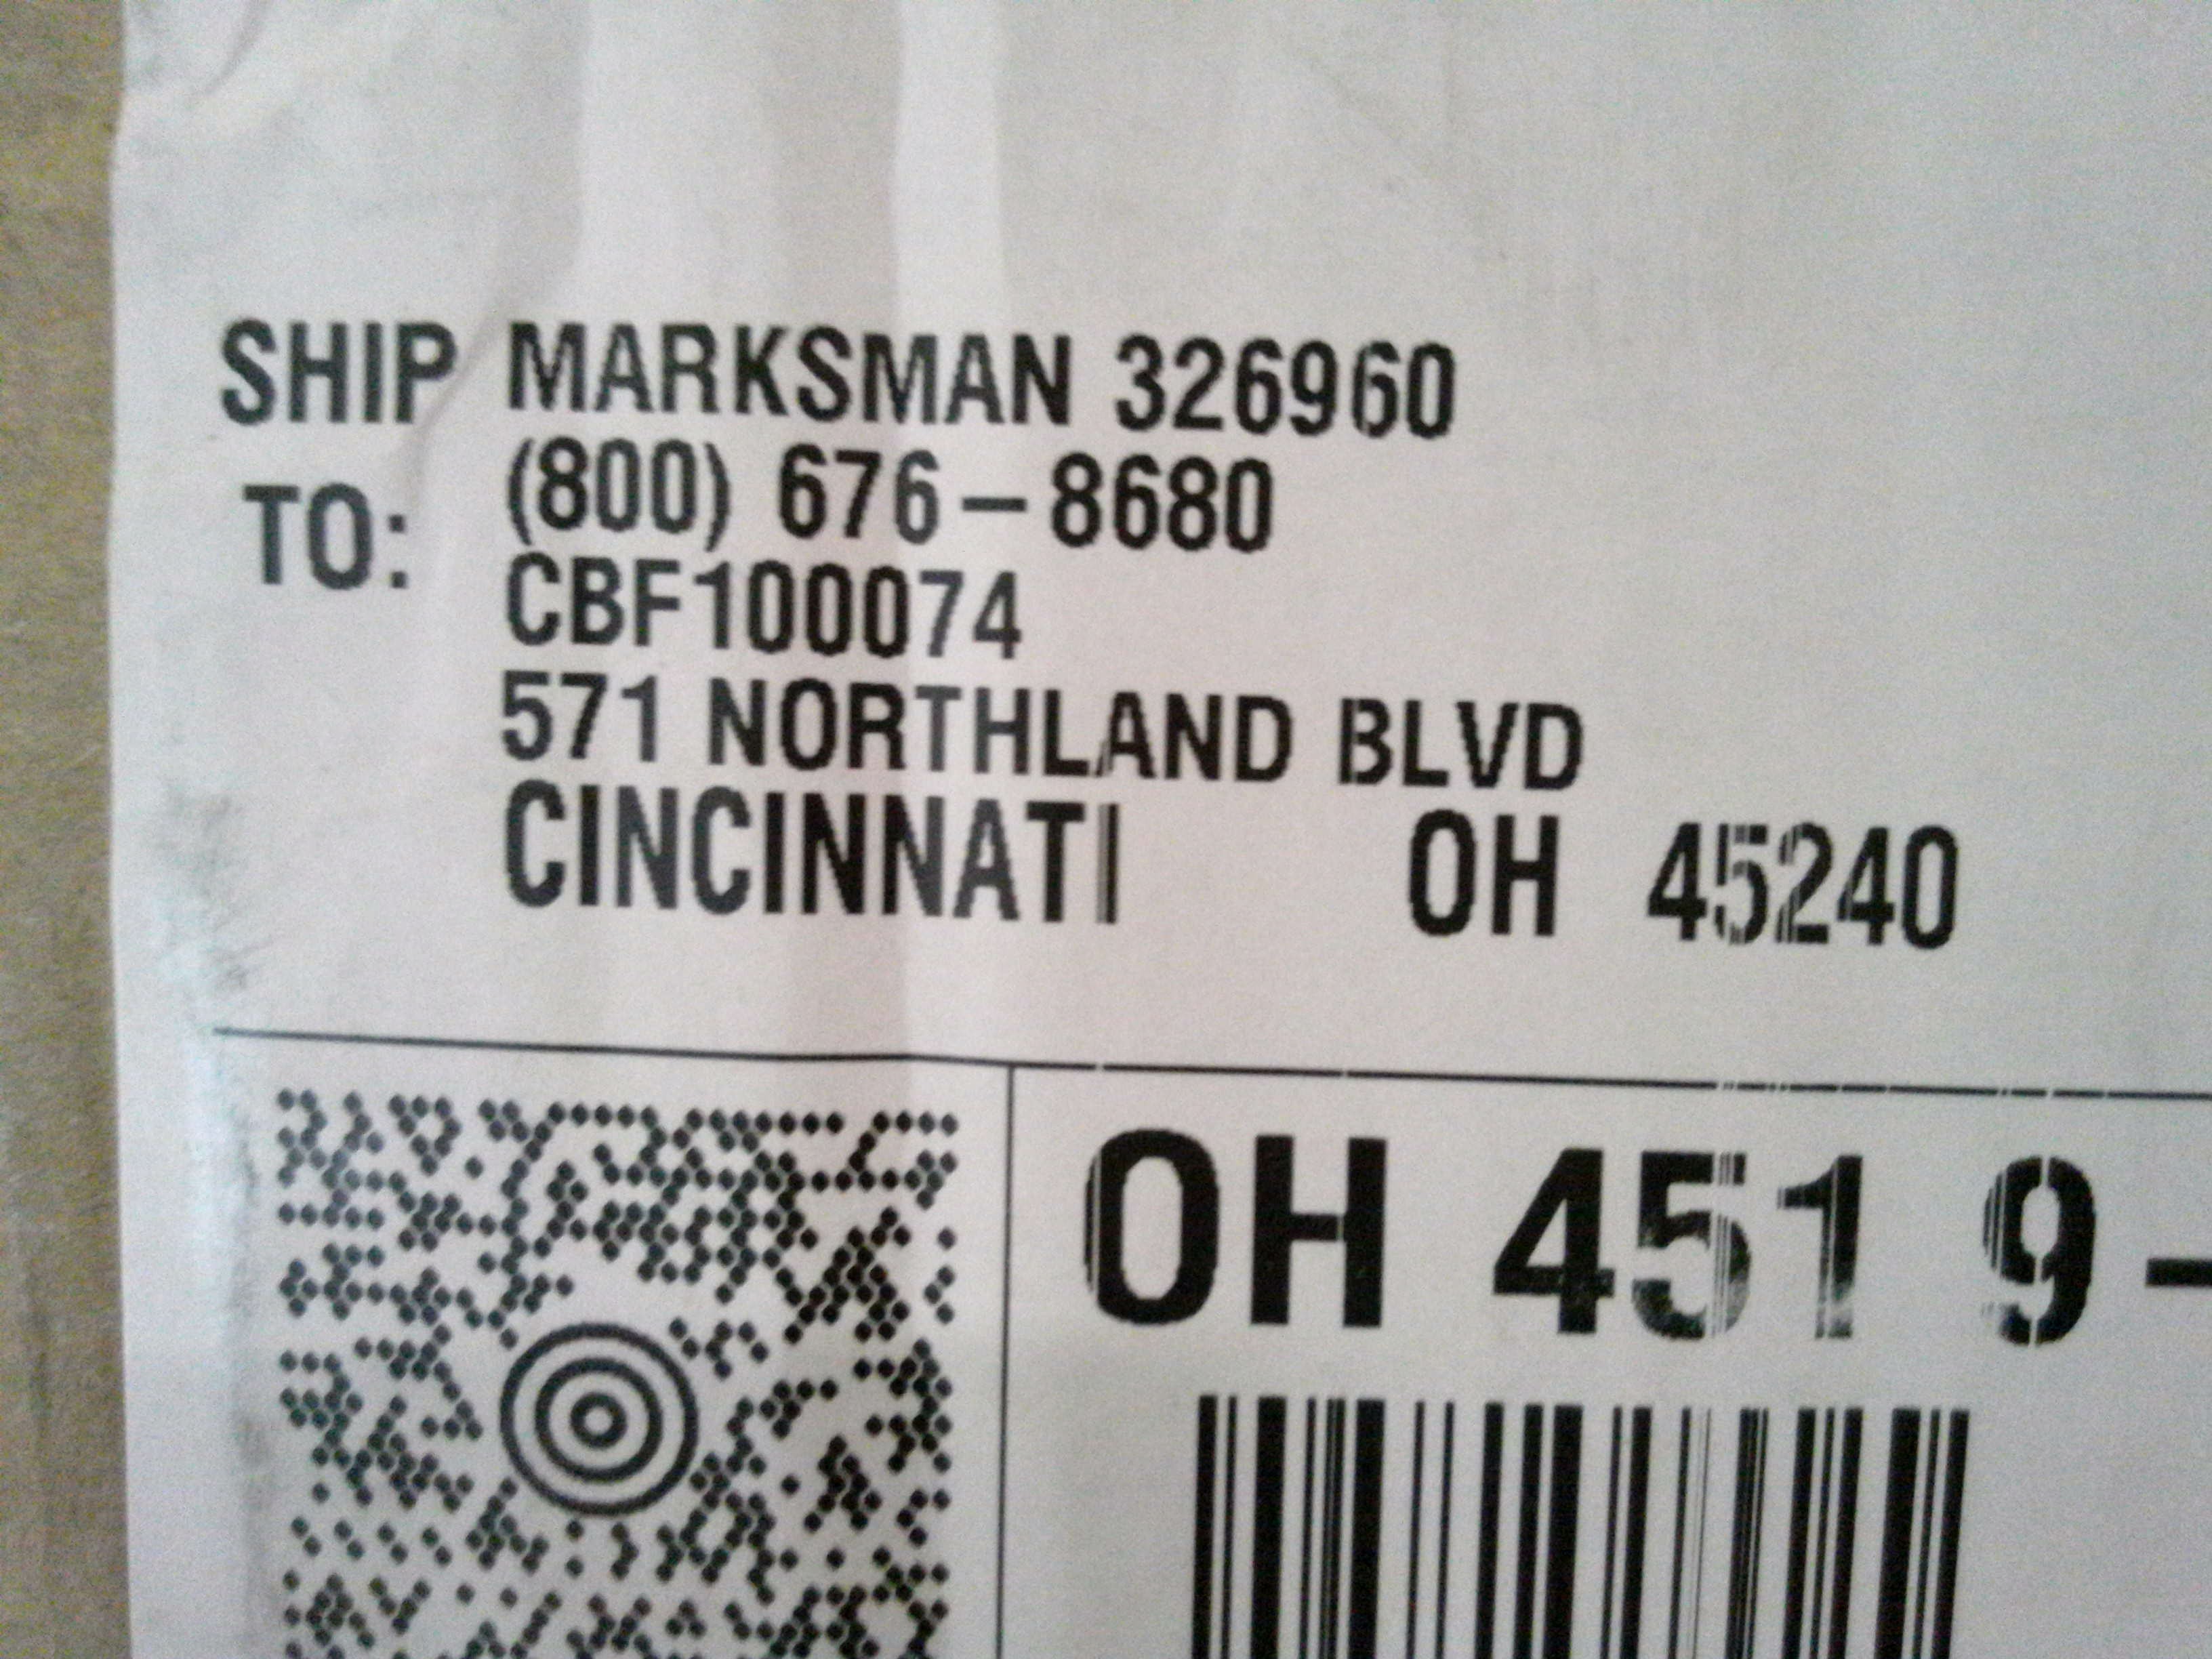 SHIP TO: MARKSMAN 326960
(800) 676-8680
CBF100074
571 NORTHLAND BLVD
CINCINNATI OH 45240
OH 451 9-